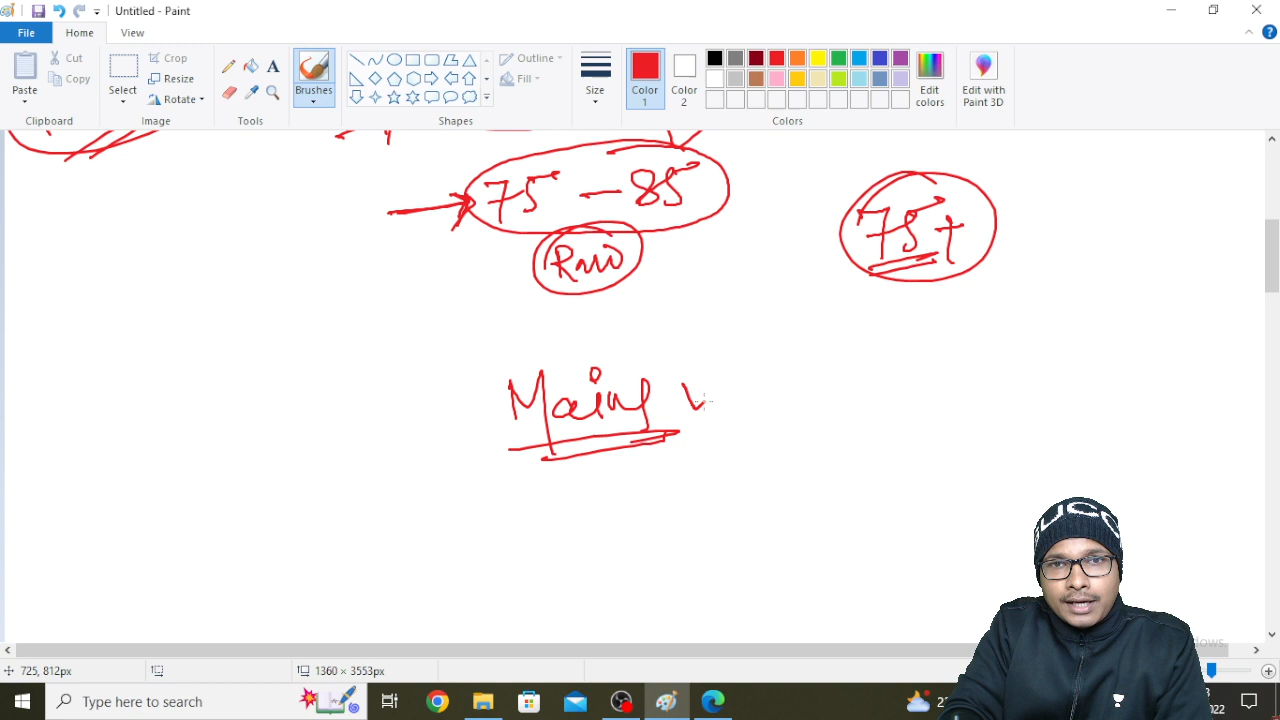 Untitled - Paint
File Home View
Paste Cut Copy
Select Crop Resize Rotate
Brushes
Outline Fill
Size
Color 1 Color 2
Edit colors
Edit with Paint 3D
Clipboard Image Tools Shapes Colors
75 - 85
75+
Raw
Mains
725, 812px 1360 × 3553px
Type here to search